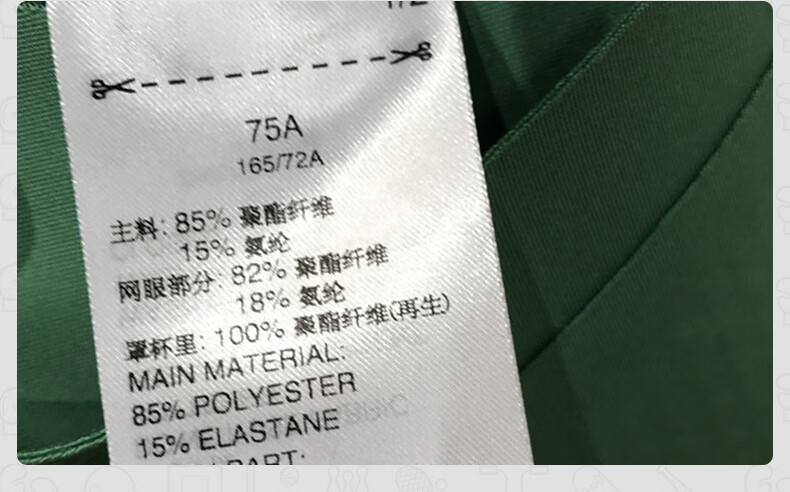 75A
165/72A
主料: 85% 聚酯纤维
15% 氨纶
网眼部分: 82% 聚酯纤维
18% 氨纶
罩杯里: 100% 聚酯纤维(再生)
MAIN MATERIAL:
85% POLYESTER
15% ELASTANE
PART: